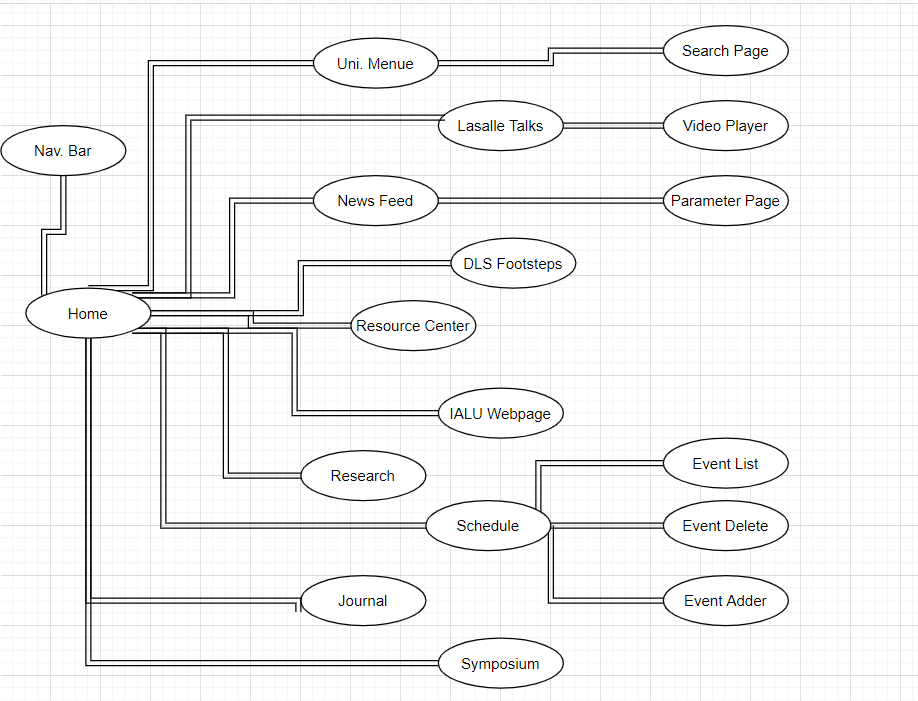 Search Page
Uni. Menue
Lasalle Talks
Video Player
Nav. Bar
News Feed
Parameter Page
DLS Footsteps
Home
Resource Center
IALU Webpage
Event List
Research
Schedule
Event Delete
Journal
Event Adder
Symposium